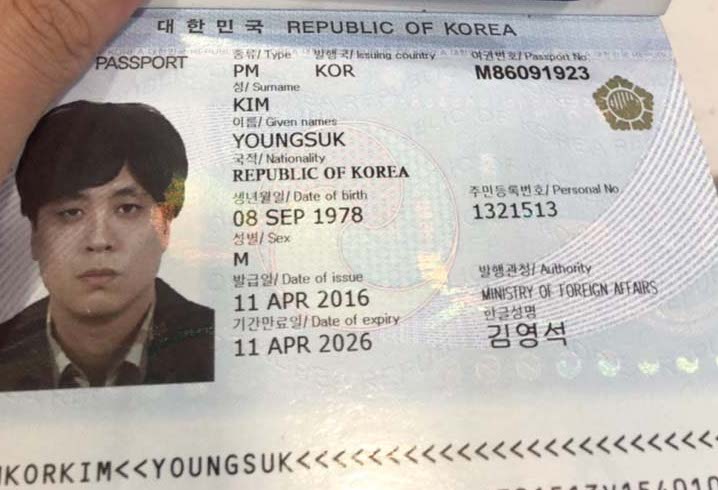 대한민국 REPUBLIC OF KOREA
PASSPORT
종류/ Type 발행국/ Issuing country 여권번호/ Passport No
PM KOR M86091923
성/ Surname
KIM
이름/ Given names
YOUNGSUK
국적/ Nationality
REPUBLIC OF KOREA
생년월일/ Date of birth 주민등록번호/ Personal No
08 SEP 1978 1321513
성별/ Sex
M
발급일/ Date of issue 발행관청/ Authority
11 APR 2016 MINISTRY OF FOREIGN AFFAIRS
기간만료일/ Date of expiry 한글성명
11 APR 2026 김영석
KORKIM<<YOUNGSUK<<<<<<<<<<<<<<<<<<<<<<<